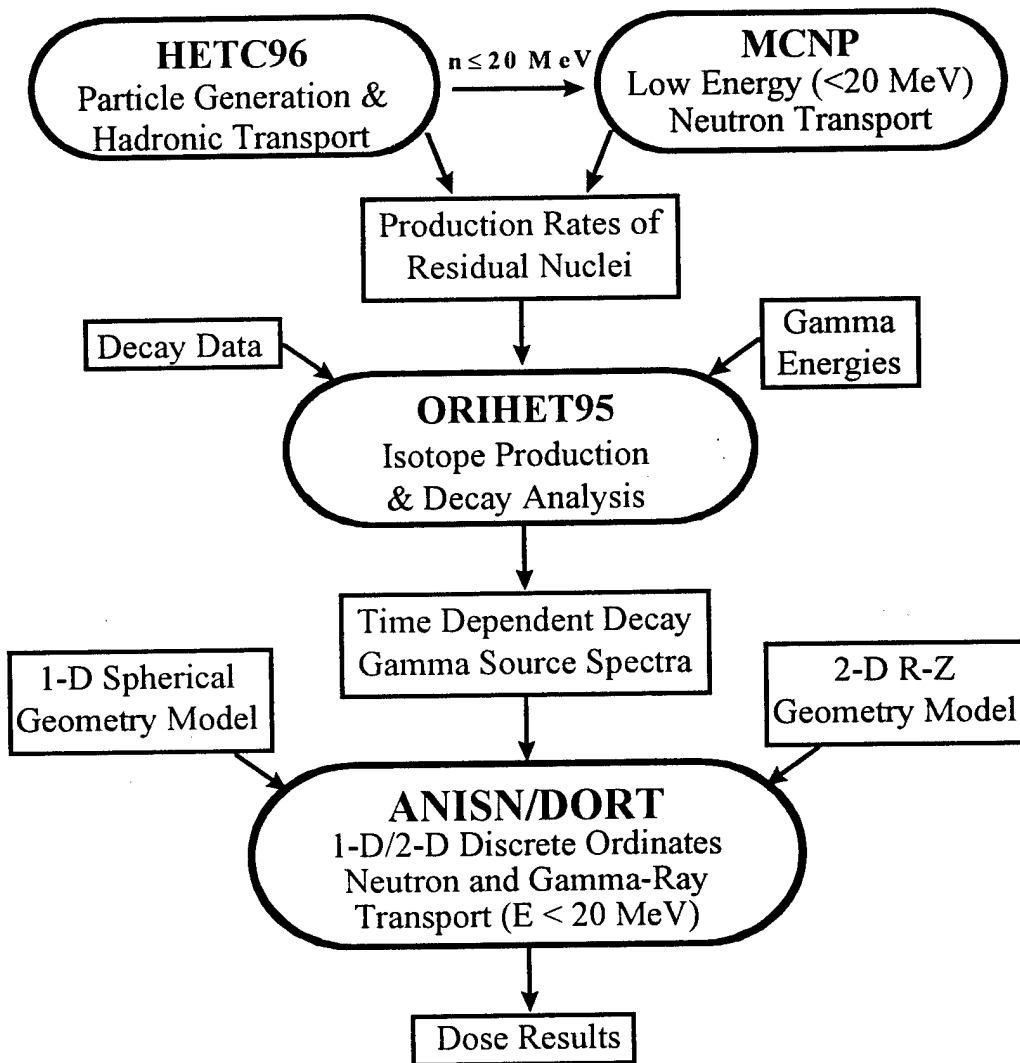 HETC96
Particle Generation &
Hadronic Transport
n ≤ 20 MeV
MCNP
Low Energy (<20 MeV)
Neutron Transport
Production Rates of
Residual Nuclei
Decay Data
Gamma
Energies
ORIHET95
Isotope Production
& Decay Analysis
Time Dependent Decay
Gamma Source Spectra
1-D Spherical
Geometry Model
2-D R-Z
Geometry Model
ANISN/DORT
1-D/2-D Discrete Ordinates
Neutron and Gamma-Ray
Transport (E < 20 MeV)
Dose Results